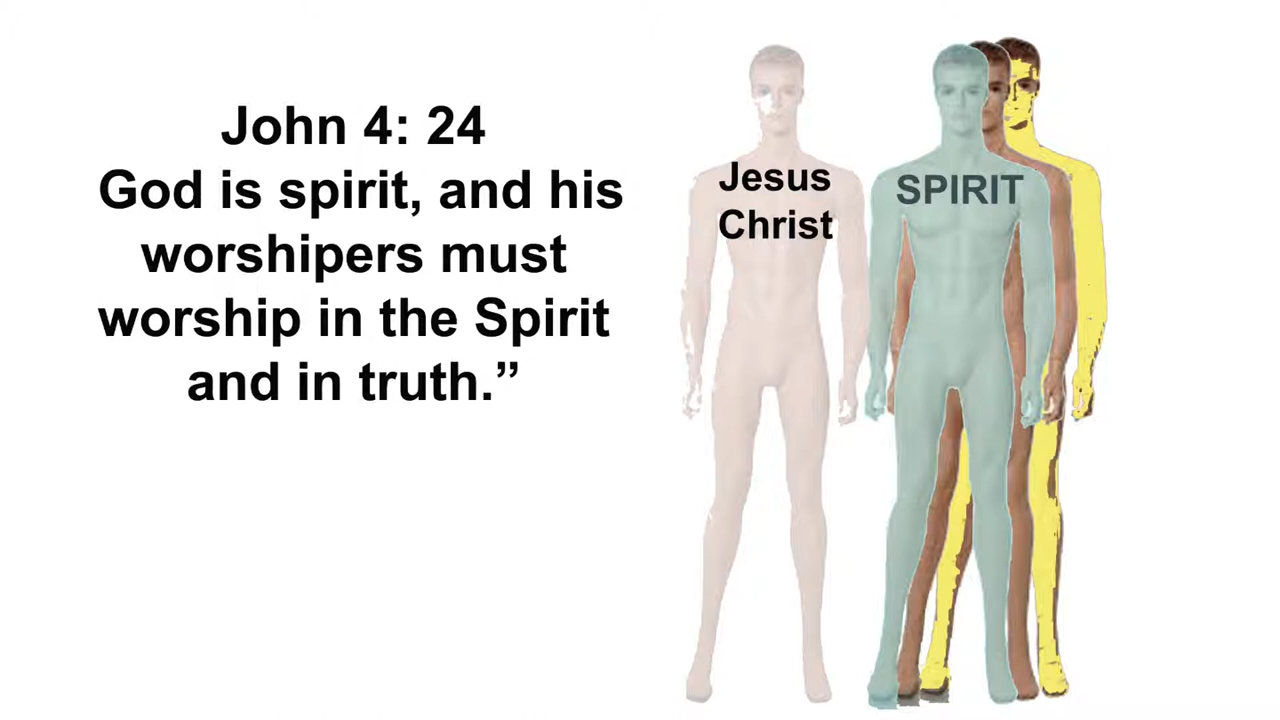 John 4: 24
God is spirit, and his
worshipers must
worship in the Spirit
and in truth.”
Jesus
Christ
SPIRIT